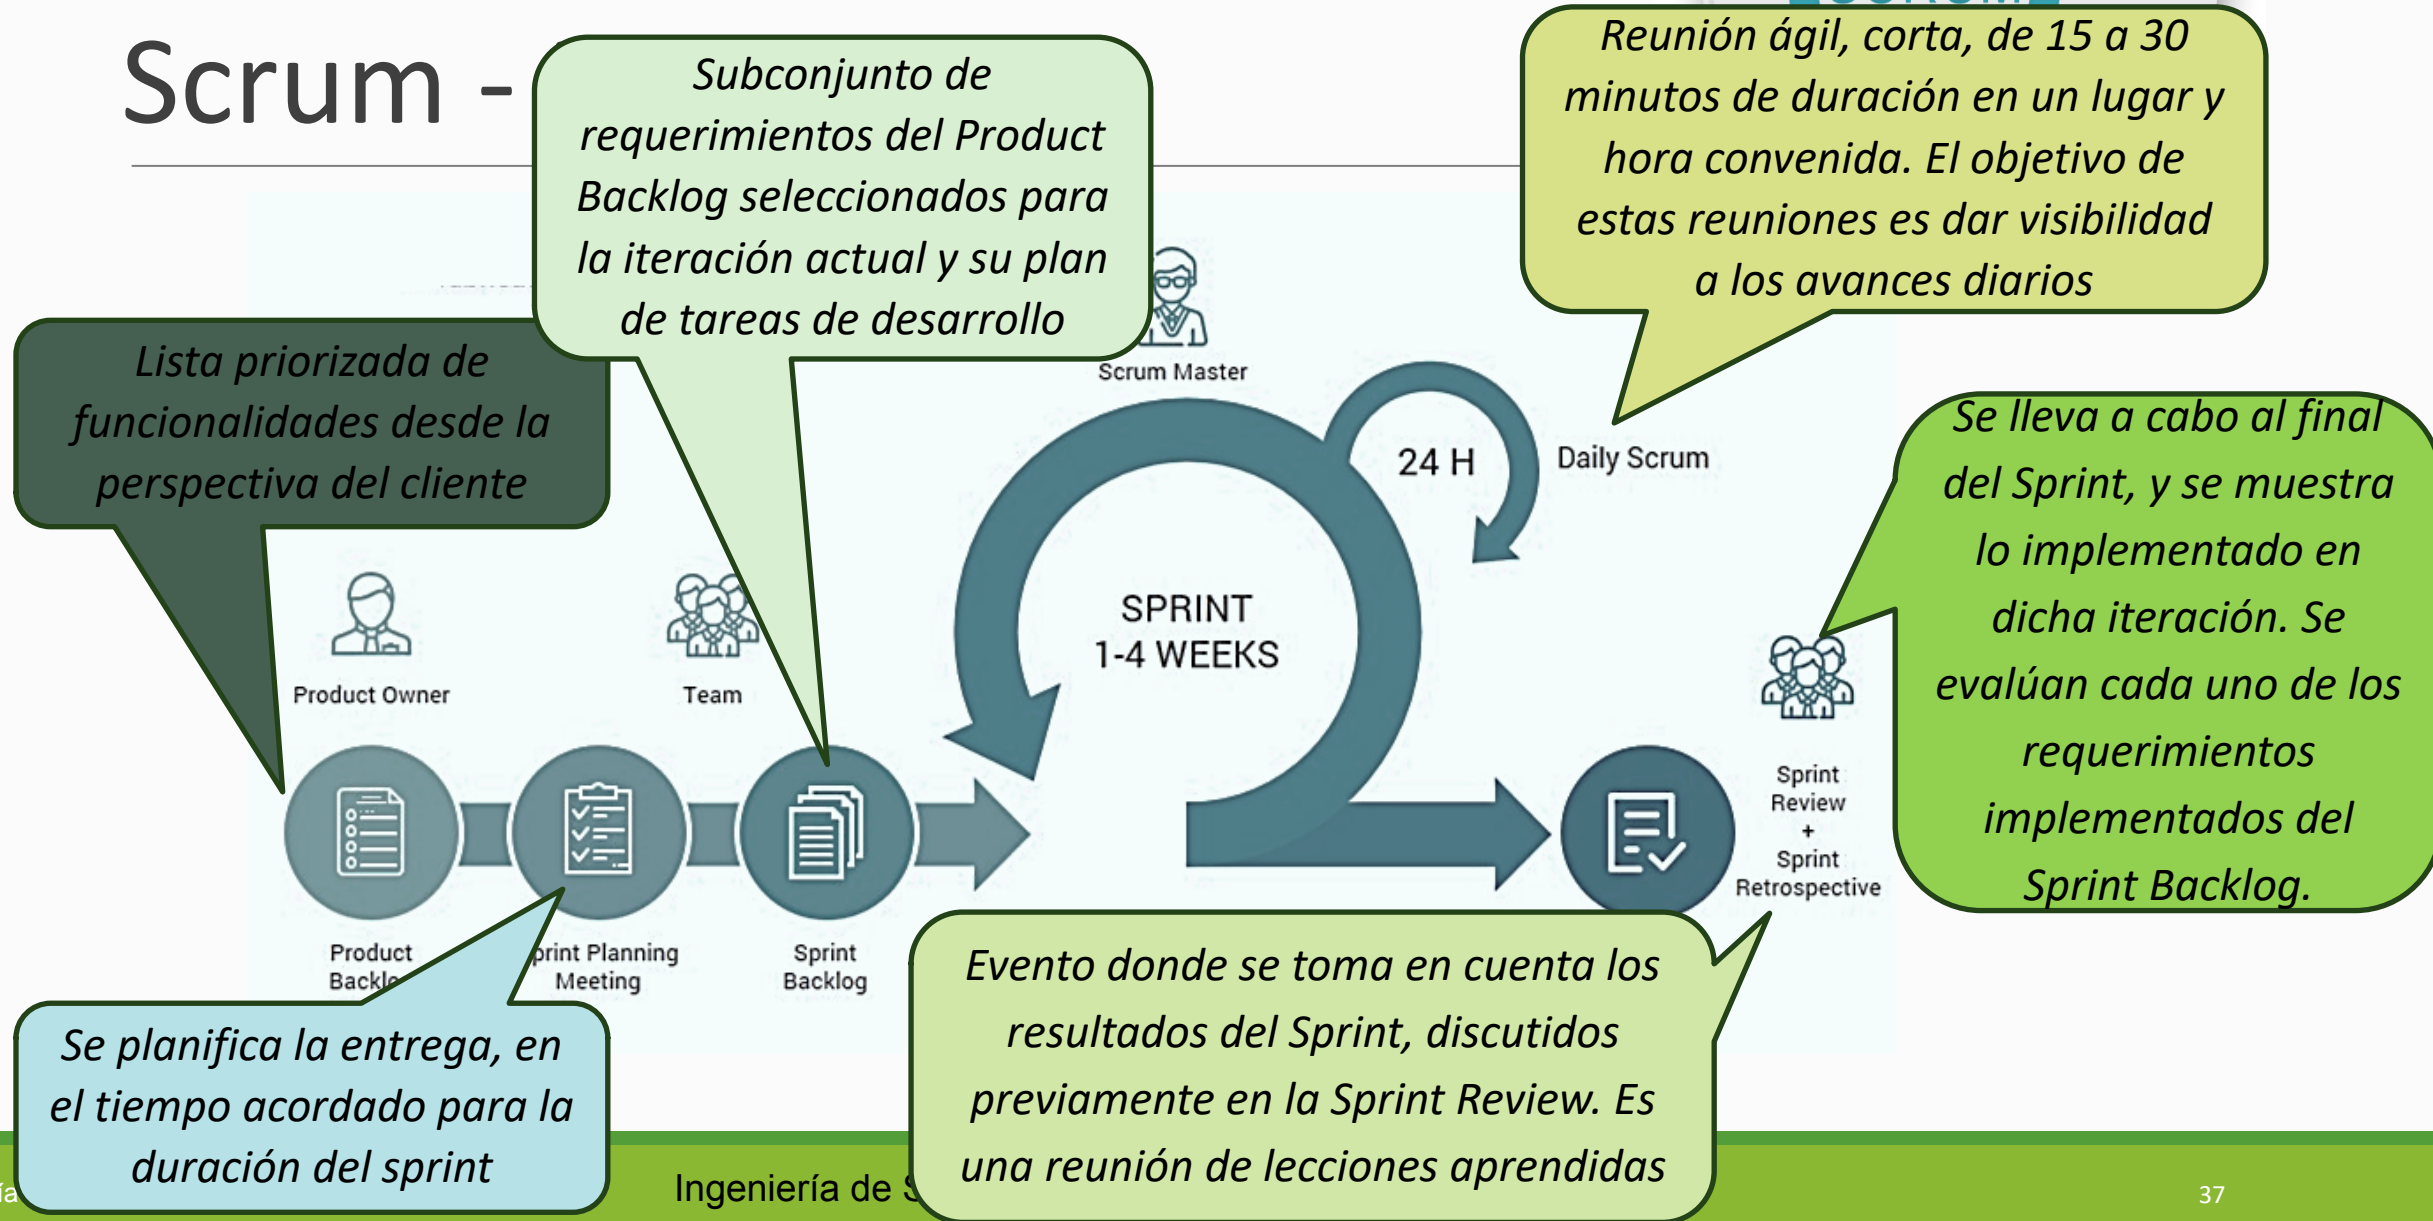 Scrum -
Subconjunto de
requerimientos del Product
Backlog seleccionados para
la iteración actual y su plan
de tareas de desarrollo
Reunión ágil, corta, de 15 a 30
minutos de duración en un lugar y
hora convenida. El objetivo de
estas reuniones es dar visibilidad
a los avances diarios
Lista priorizada de
funcionalidades desde la
perspectiva del cliente
Scrum Master
24 H
Daily Scrum
Se lleva a cabo al final
del Sprint, y se muestra
lo implementado en
dicha iteración. Se
evalúan cada uno de los
requerimientos
implementados del
Sprint Backlog.
SPRINT
1-4 WEEKS
Product Owner
Team
Sprint
Review
+
Sprint
Retrospective
Product
Backlo
print Planning
Meeting
Sprint
Backlog
Se planifica la entrega, en
el tiempo acordado para la
duración del sprint
Evento donde se toma en cuenta los
resultados del Sprint, discutidos
previamente en la Sprint Review. Es
una reunión de lecciones aprendidas
Ingeniería de S
37